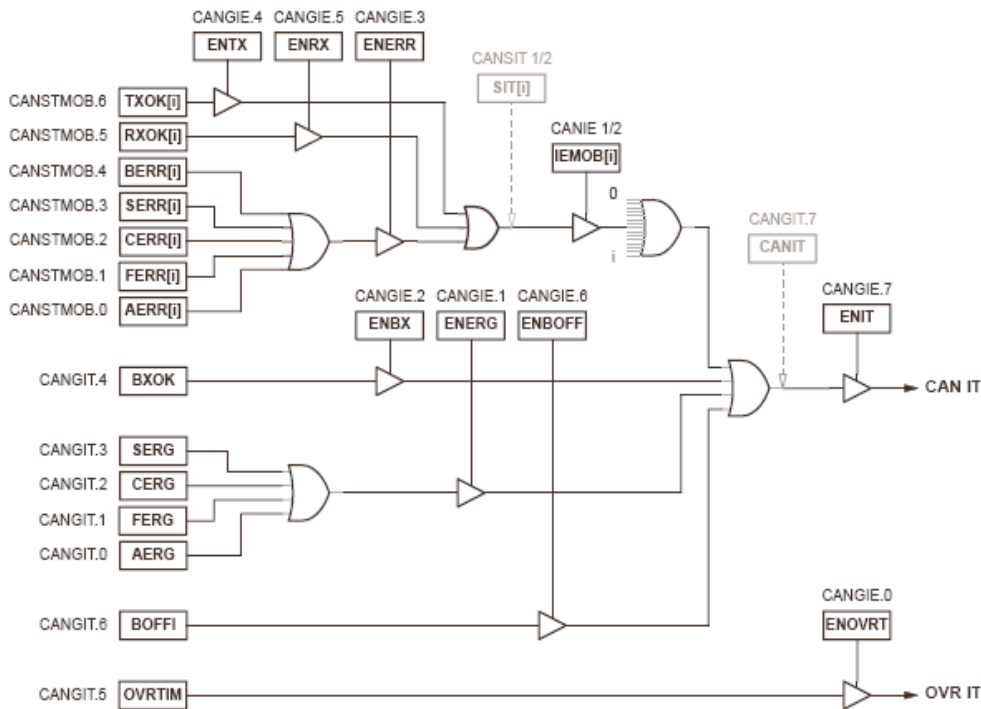 CANGIE.4 CANGIE.5 CANGIE.3
ENTX ENRX ENERR
CANSIT 1/2
SIT[i]
CANSTMOB.6 TXOK[i]
CANSTMOB.5 RXOK[i]
CANIE 1/2
IEMOB[i]
CANSTMOB.4 BERR[i]
0
CANSTMOB.3 SERR[i]
CANSTMOB.2 CERR[i]
CANGIT.7
CANIT
i
CANSTMOB.1 FERR[i]
CANSTMOB.0 AERR[i]
CANGIE.2 CANGIE.1 CANGIE.6
ENBX ENERG ENBOFF
CANGIE.7
ENIT
CANGIT.4 BXOK
CAN IT
CANGIT.3 SERG
CANGIT.2 CERG
CANGIT.1 FERG
CANGIT.0 AERG
CANGIE.0
ENOVRT
CANGIT.6 BOFFI
CANGIT.5 OVRTIM
OVR IT